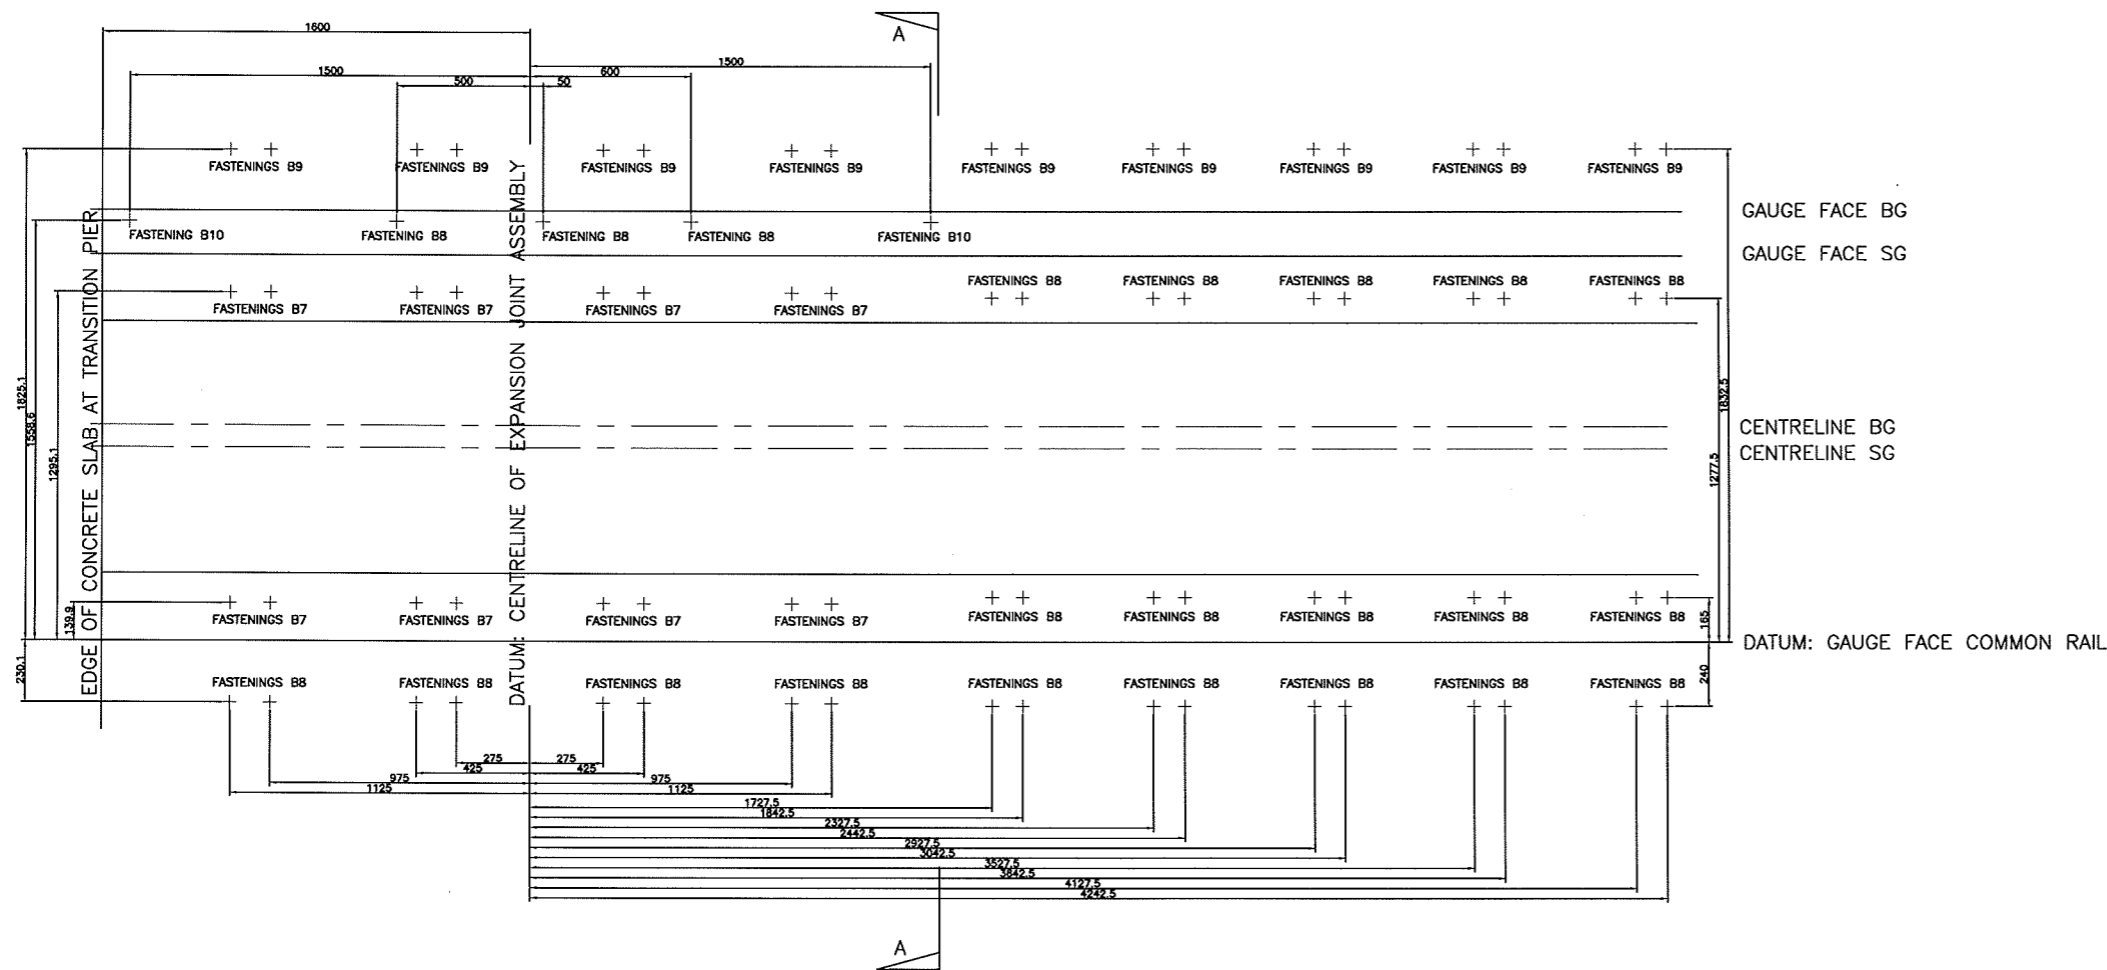 1600
A
1500
1500
600
500
50
FASTENINGS B9
FASTENINGS B9
FASTENINGS B9
FASTENINGS B9
FASTENINGS B9
FASTENINGS B9
FASTENINGS B9
FASTENINGS B9
FASTENINGS B9
GAUGE FACE BG
FASTENING B10
FASTENING B8
FASTENING B8
FASTENING B8
FASTENING B10
GAUGE FACE SG
FASTENINGS B8
FASTENINGS B8
FASTENINGS B8
FASTENINGS B8
FASTENINGS B8
FASTENINGS B7
FASTENINGS B7
FASTENINGS B7
FASTENINGS B7
EDGE OF CONCRETE SLAB AT TRANSITION PIER
DATUM: CENTRELINE OF EXPANSION JOINT ASSEMBLY
1825.1
1558.6
1295.1
139.9
230.1
1832.5
1277.5
165
240
CENTRELINE BG
CENTRELINE SG
FASTENINGS B7
FASTENINGS B7
FASTENINGS B7
FASTENINGS B7
FASTENINGS B8
FASTENINGS B8
FASTENINGS B8
FASTENINGS B8
FASTENINGS B8
DATUM: GAUGE FACE COMMON RAIL
FASTENINGS B8
FASTENINGS B8
FASTENINGS B8
FASTENINGS B8
FASTENINGS B8
FASTENINGS B8
FASTENINGS B8
FASTENINGS B8
FASTENINGS B8
275
275
425
425
975
975
1125
1125
1727.5
1842.5
2327.5
2442.5
2927.5
3042.5
3527.5
3642.5
4127.5
4242.5
A